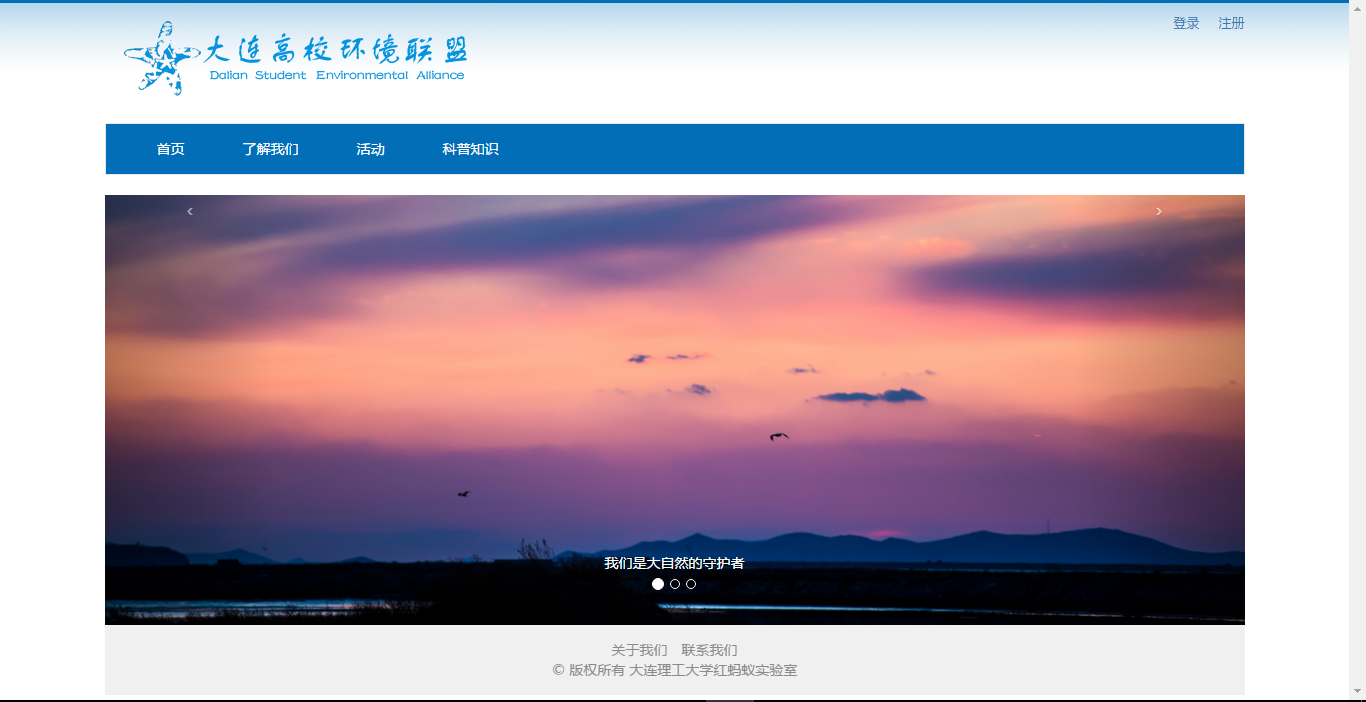 登录 注册
大连高校环境联盟
Dalian Student Environmental Alliance
首页 了解我们 活动 科普知识
‹ ›
我们是大自然的守护者
关于我们 联系我们
© 版权所有 大连理工大学红蚂蚁实验室